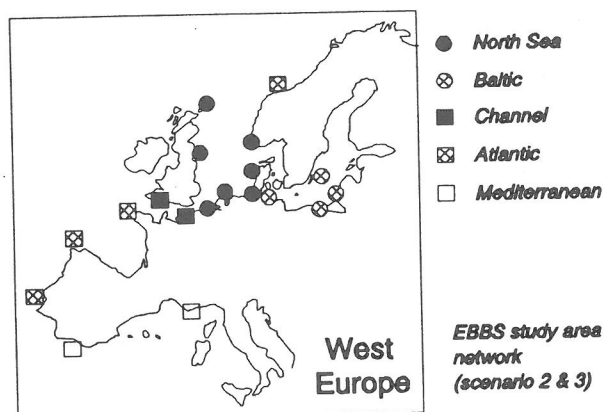 North Sea
Baltic
Channel
Atlantic
Mediterranean
West
Europe
EBBS study area
network
(scenario 2 & 3)